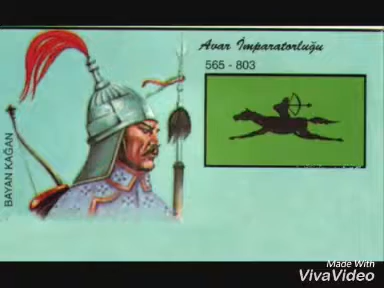 Avar İmparatorluğu
565 - 803
BAYAN KAĞAN
Made With
VivaVideo